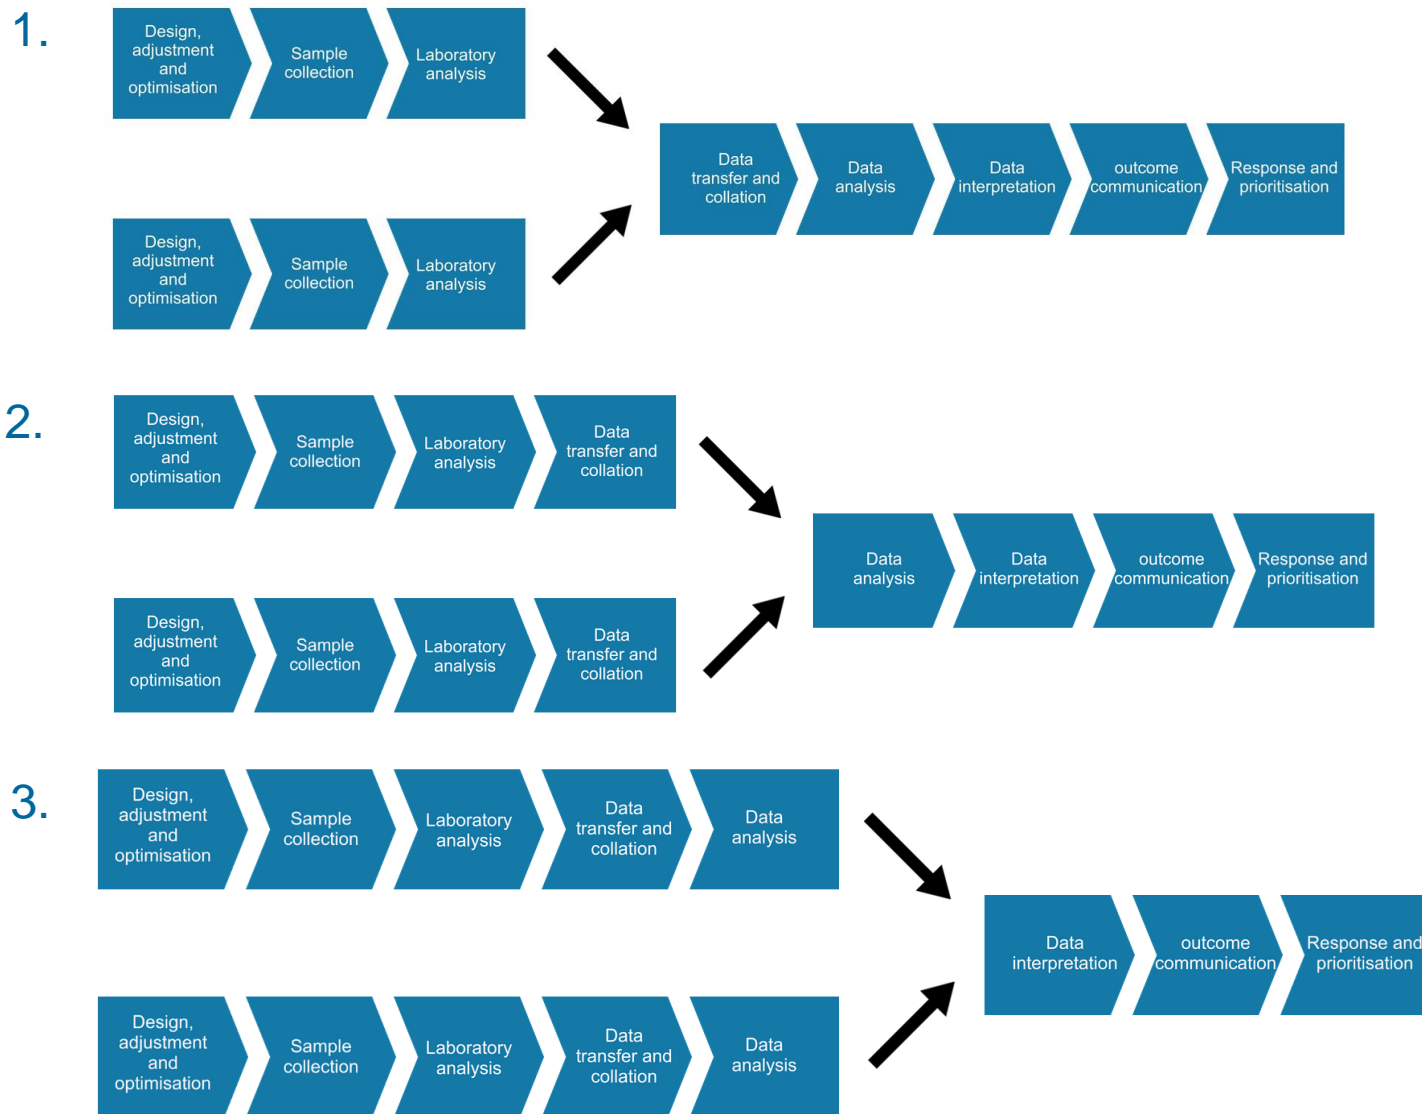 1.
Design,
adjustment
and
optimisation
Sample
collection
Laboratory
analysis
Design,
adjustment
and
optimisation
Sample
collection
Laboratory
analysis
Data
transfer and
collation
Data
analysis
Data
interpretation
outcome
communication
Response and
prioritisation
2.
Design,
adjustment
and
optimisation
Sample
collection
Laboratory
analysis
Data
transfer and
collation
Design,
adjustment
and
optimisation
Sample
collection
Laboratory
analysis
Data
transfer and
collation
Data
analysis
Data
interpretation
outcome
communication
Response and
prioritisation
3.
Design,
adjustment
and
optimisation
Sample
collection
Laboratory
analysis
Data
transfer and
collation
Data
analysis
Design,
adjustment
and
optimisation
Sample
collection
Laboratory
analysis
Data
transfer and
collation
Data
analysis
Data
interpretation
outcome
communication
Response and
prioritisation